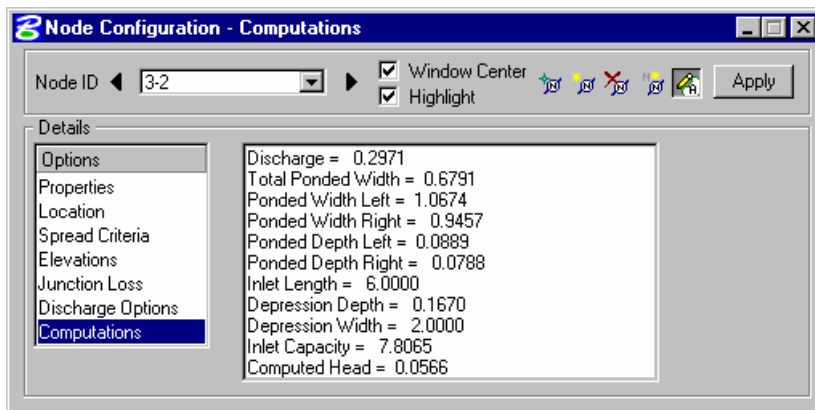 Node Configuration - Computations
Node ID 3-2 Window Center
Highlight
Apply
Details
Options
Properties
Location
Spread Criteria
Elevations
Junction Loss
Discharge Options
Computations
Discharge = 0.2971
Total Ponded Width = 0.6791
Ponded Width Left = 1.0674
Ponded Width Right = 0.9457
Ponded Depth Left = 0.0889
Ponded Depth Right = 0.0788
Inlet Length = 6.0000
Depression Depth = 0.1670
Depression Width = 2.0000
Inlet Capacity = 7.8065
Computed Head = 0.0566